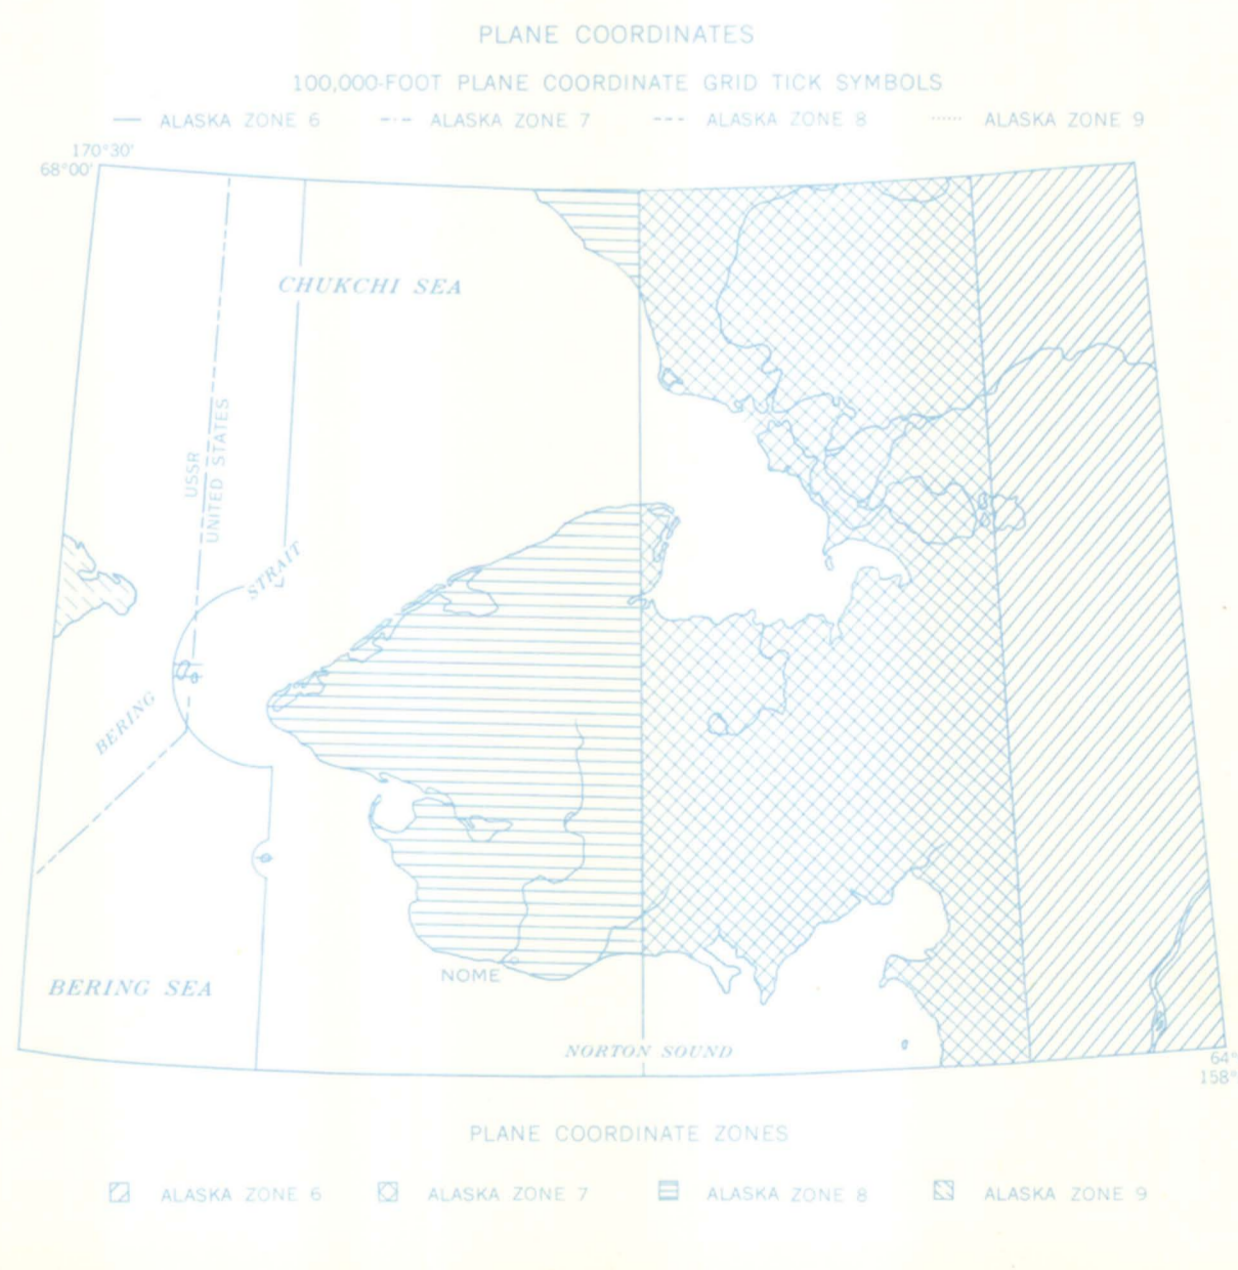 PLANE COORDINATES
100,000-FOOT PLANE COORDINATE GRID TICK SYMBOLS
ALASKA ZONE 6 ALASKA ZONE 7 ALASKA ZONE 8 ALASKA ZONE 9
170°30'
68°00'
CHUKCHI SEA
USSR
UNITED STATES
STRAIT
BERING
NOME
BERING SEA
NORTON SOUND
64°
158°
PLANE COORDINATE ZONES
ALASKA ZONE 6 ALASKA ZONE 7 ALASKA ZONE 8 ALASKA ZONE 9